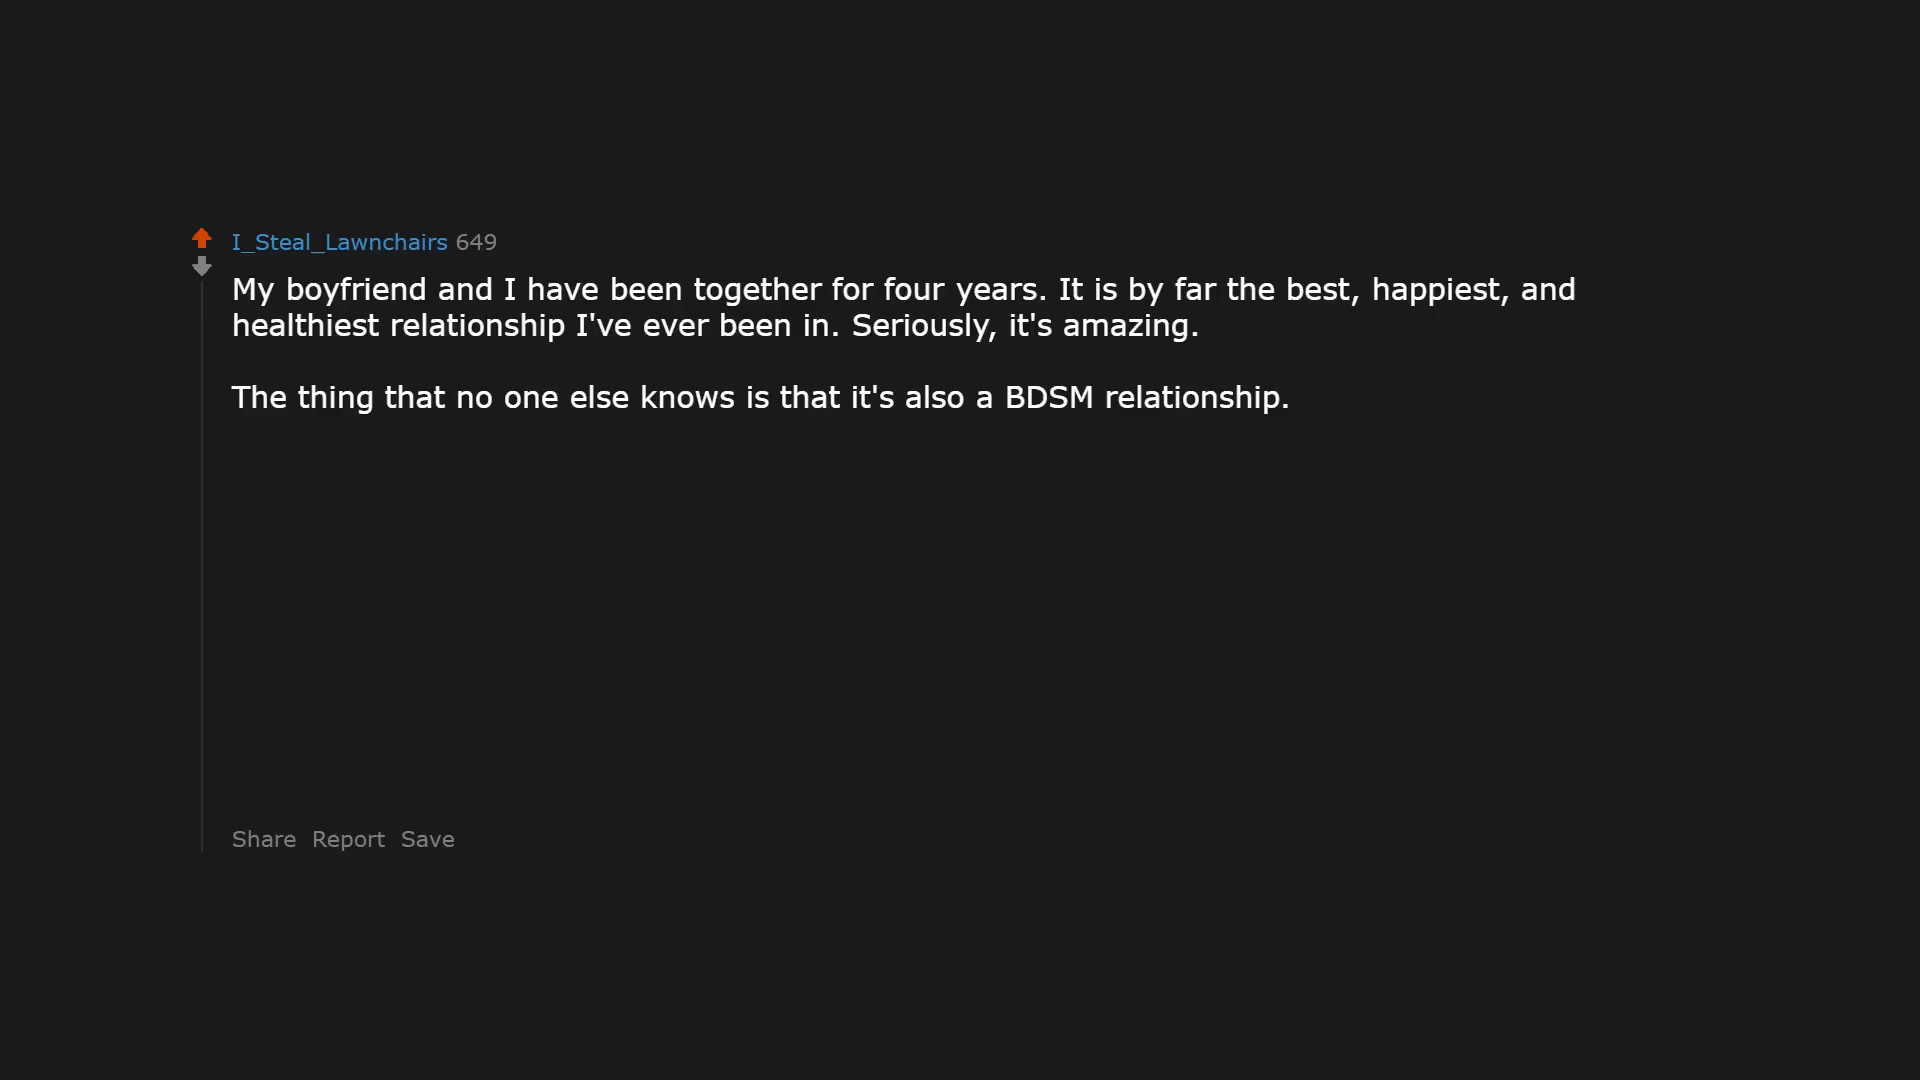 I_Steal_Lawnchairs 649
My boyfriend and I have been together for four years. It is by far the best, happiest, and
healthiest relationship I've ever been in. Seriously, it's amazing.
The thing that no one else knows is that it's also a BDSM relationship.
Share Report Save